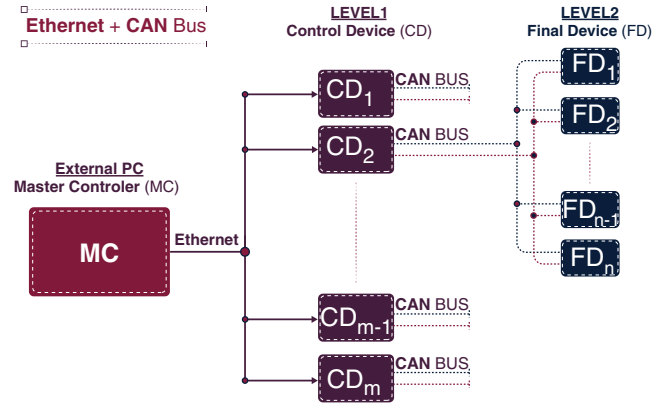 Ethernet + CAN Bus
LEVEL1
Control Device (CD)
LEVEL2
Final Device (FD)
External PC
Master Controler (MC)
MC
Ethernet
CD1
CAN BUS
CD2
CAN BUS
CDm-1
CAN BUS
CDm
CAN BUS
FD1
FD2
FDn-1
FDn